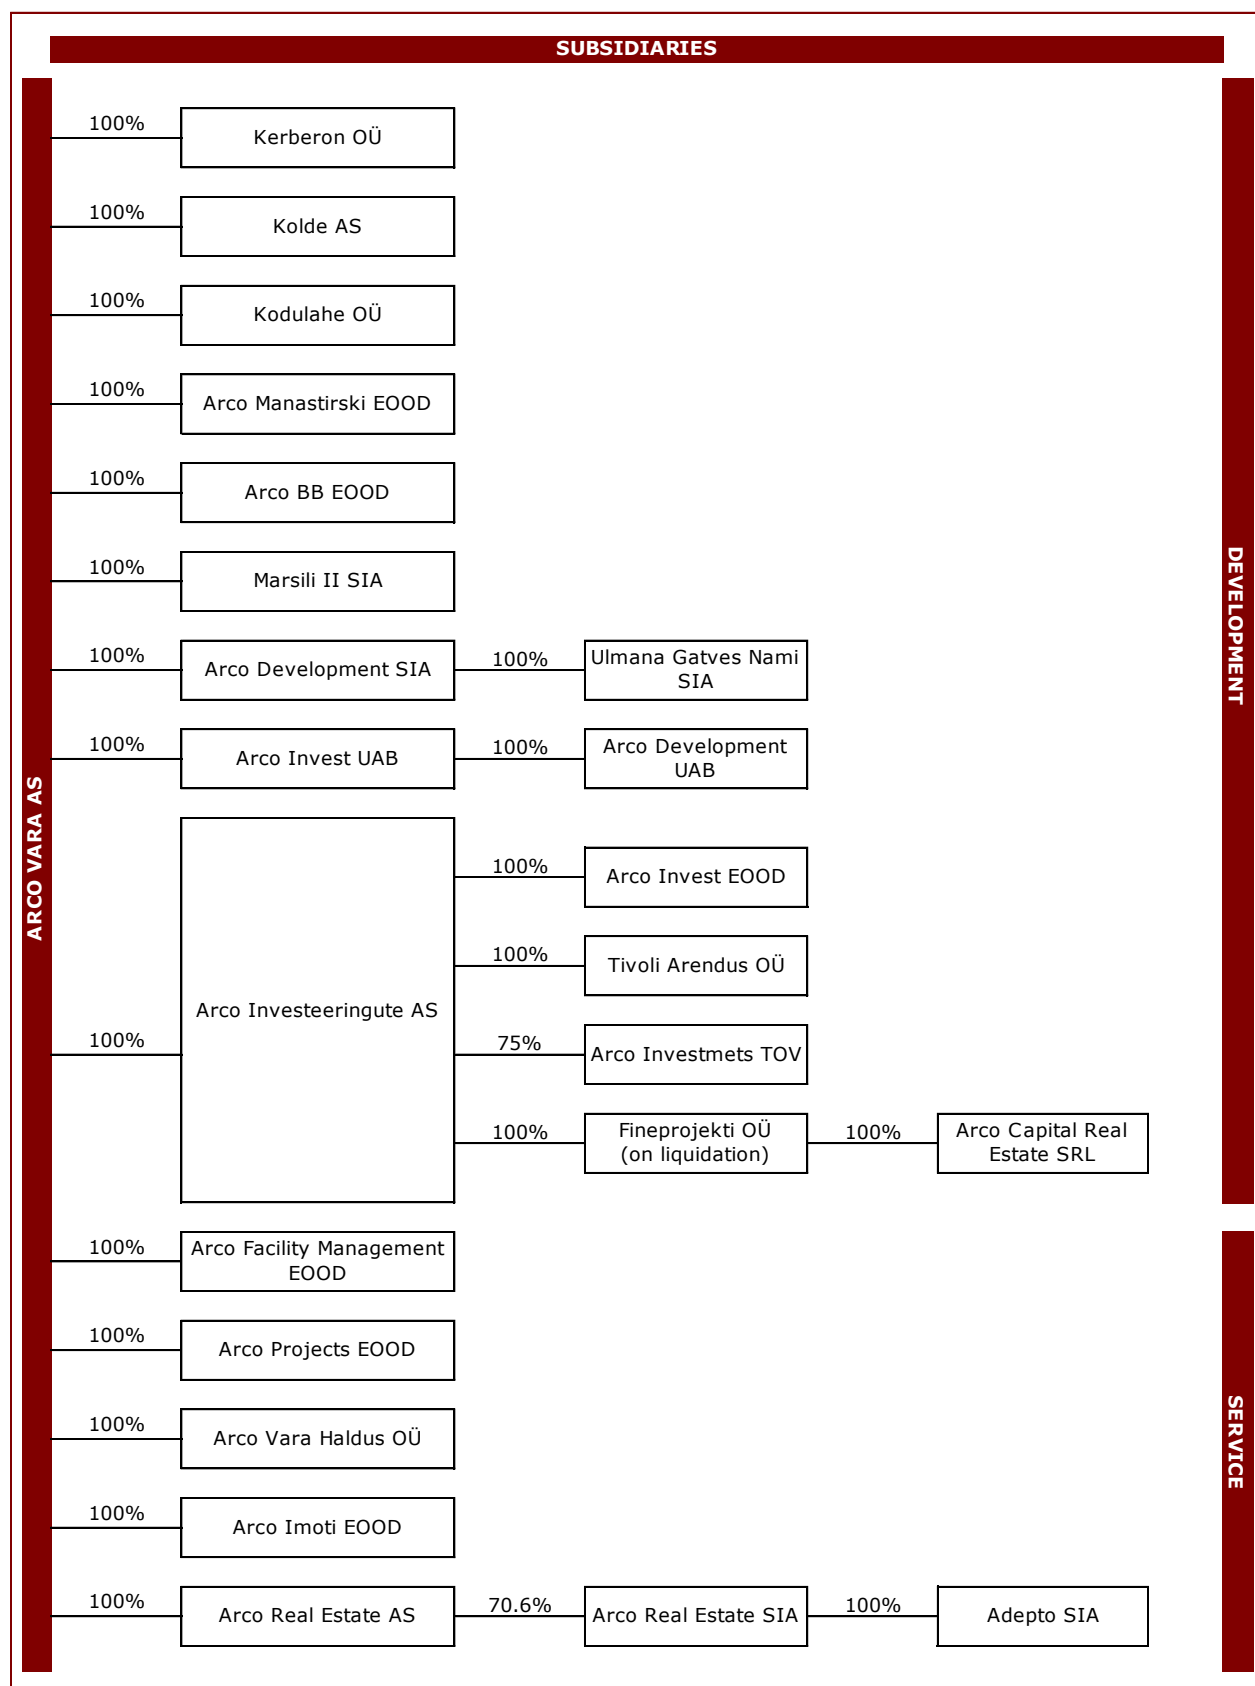 SUBSIDIARIES
ARCO VARA AS
DEVELOPMENT
100%
Kerberon OÜ
100%
Kolde AS
100%
Kodulahe OÜ
100%
Arco Manastirski EOOD
100%
Arco BB EOOD
100%
Marsili II SIA
100%
Arco Development SIA
100%
Ulmana Gatves Nami
SIA
100%
Arco Invest UAB
100%
Arco Development
UAB
100%
Arco Investeeringute AS
100%
Arco Invest EOOD
100%
Tivoli Arendus OÜ
75%
Arco Investmets TOV
100%
Fineprojekti OÜ
(on liquidation)
100%
Arco Capital Real
Estate SRL
SERVICE
100%
Arco Facility Management
EOOD
100%
Arco Projects EOOD
100%
Arco Vara Haldus OÜ
100%
Arco Imoti EOOD
100%
Arco Real Estate AS
70.6%
Arco Real Estate SIA
100%
Adepto SIA